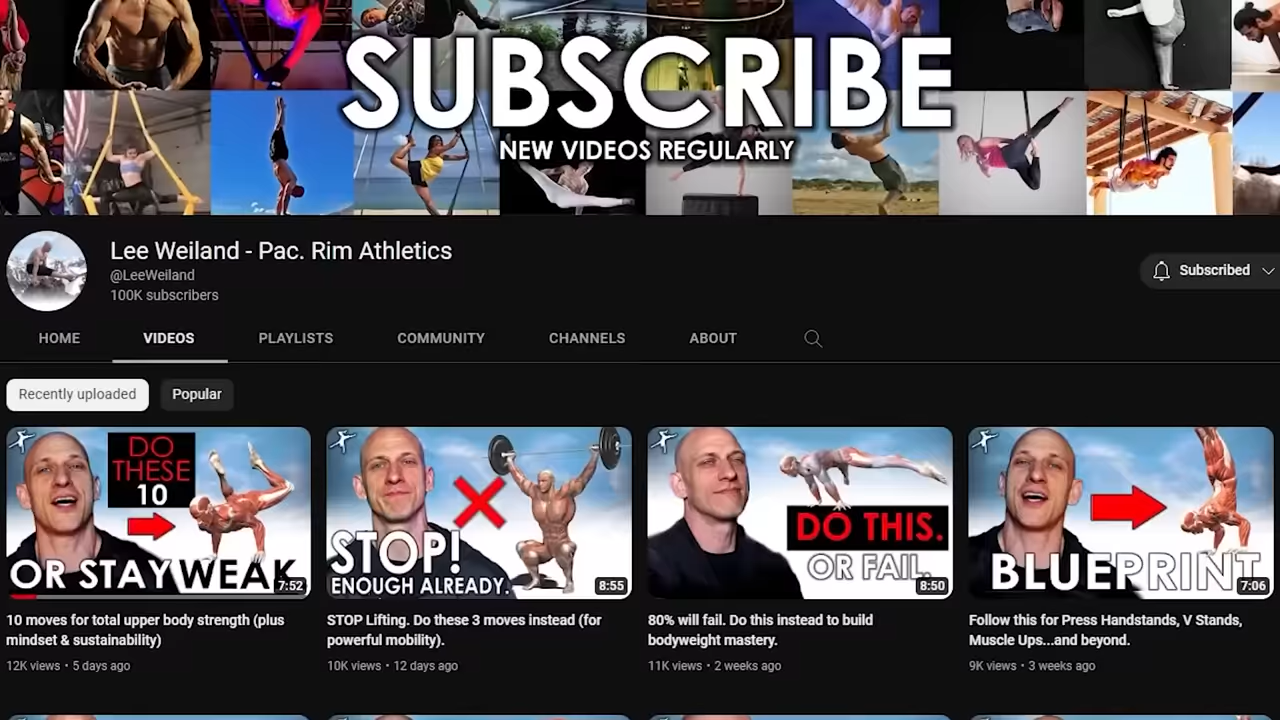 SUBSCRIBE
NEW VIDEOS REGULARLY
Lee Weiland - Pac. Rim Athletics
@LeeWeiland
100K subscribers
Subscribed
HOME VIDEOS PLAYLISTS COMMUNITY CHANNELS ABOUT
Recently uploaded Popular
DO
THESE
10
OR STAY WEAK
7:52
STOP!
ENOUGH ALREADY.
8:55
DO THIS.
OR FAIL.
8:50
BLUEPRINT
7:06
10 moves for total upper body strength (plus
mindset & sustainability)
12K views • 5 days ago
STOP Lifting. Do these 3 moves instead (for
powerful mobility).
10K views • 12 days ago
80% will fail. Do this instead to build
bodyweight mastery.
11K views • 2 weeks ago
Follow this for Press Handstands, V Stands,
Muscle Ups...and beyond.
9K views • 3 weeks ago